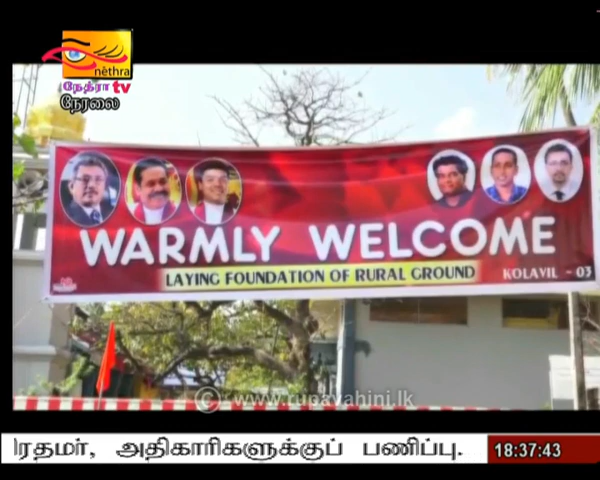 nēthra
நேத்ரா tv
நேரலை
WARMLY WELCOME
LAYING FOUNDATION OF RURAL GROUND
KOLAVIL - 03
© www.rupavahini.lk
ிரதமர், அதிகாரிகளுக்குப் பணிப்பு.
18:37:43